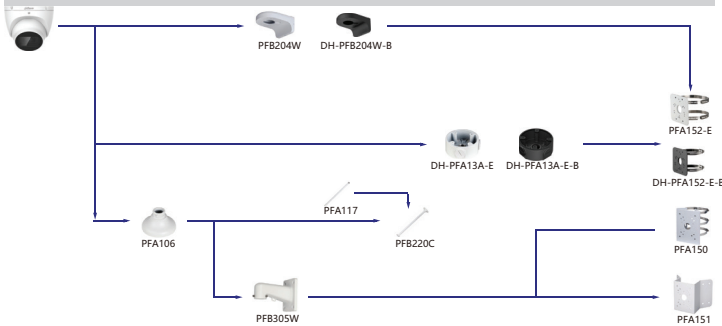 PFB204W
DH-PFB204W-B
PFA152-E
DH-PFA13A-E
DH-PFA13A-E-B
DH-PFA152-E-B
PFA117
PFA106
PFB220C
PFA150
PFB305W
PFA151